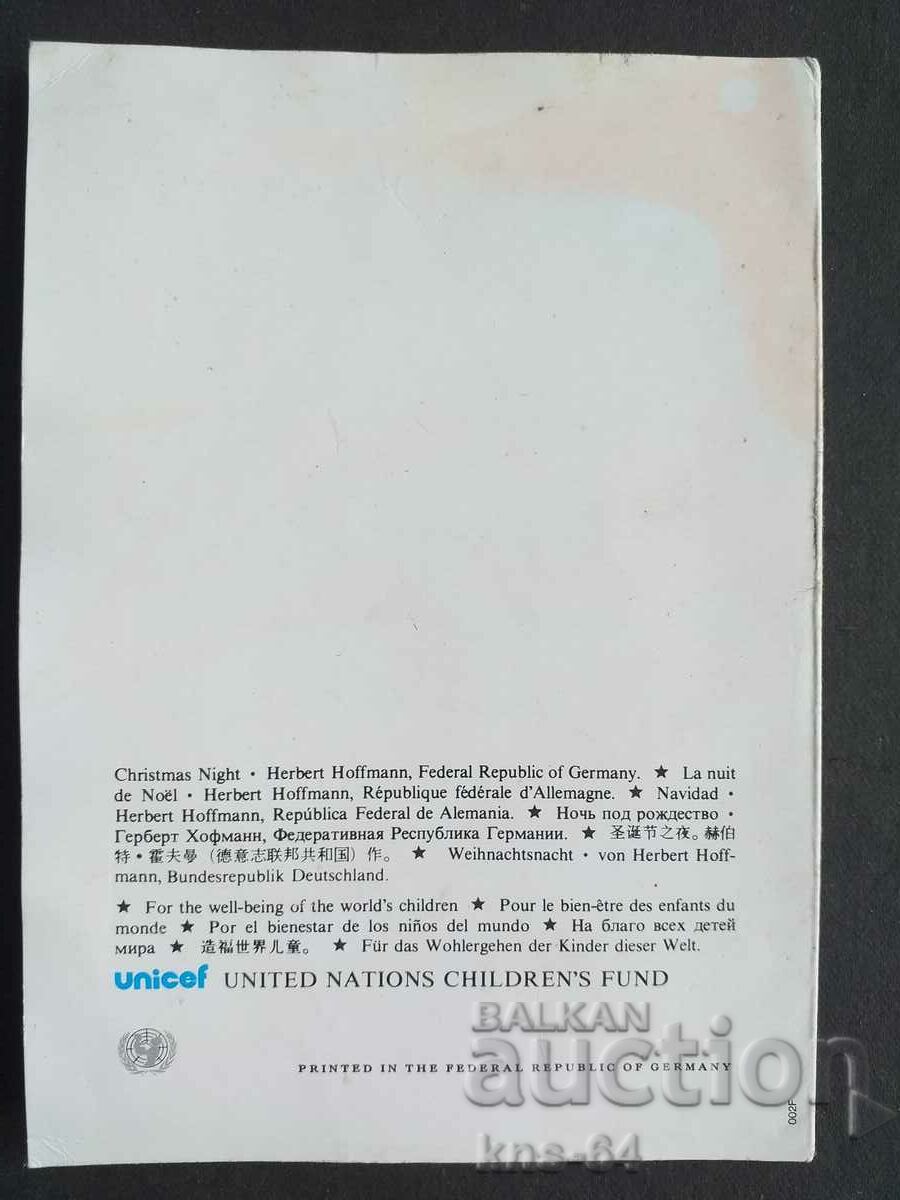 Christmas Night · Herbert Hoffmann, Federal Republic of Germany. ★ La nuit
de Noël · Herbert Hoffmann, République fédérale d'Allemagne. ★ Navidad ·
Herbert Hoffmann, República Federal de Alemania. ★ Ночь под рождество ·
Герберт Хофманн, Федеративная Республика Германии. ★ 圣诞节之夜。赫伯
特·霍夫曼 (德意志联邦共和国) 作。 ★ Weihnachtsnacht · von Herbert Hoff-
mann, Bundesrepublik Deutschland.
★ For the well-being of the world's children ★ Pour le bien-être des enfants du
monde ★ Por el bienestar de los niños del mundo ★ На благо всех детей
мира ★ 造福世界儿童。 ★ Für das Wohlergehen der Kinder dieser Welt.
unicef UNITED NATIONS CHILDREN'S FUND
PRINTED IN THE FEDERAL REPUBLIC OF GERMANY
002F
BALKAN
auction
kns-64